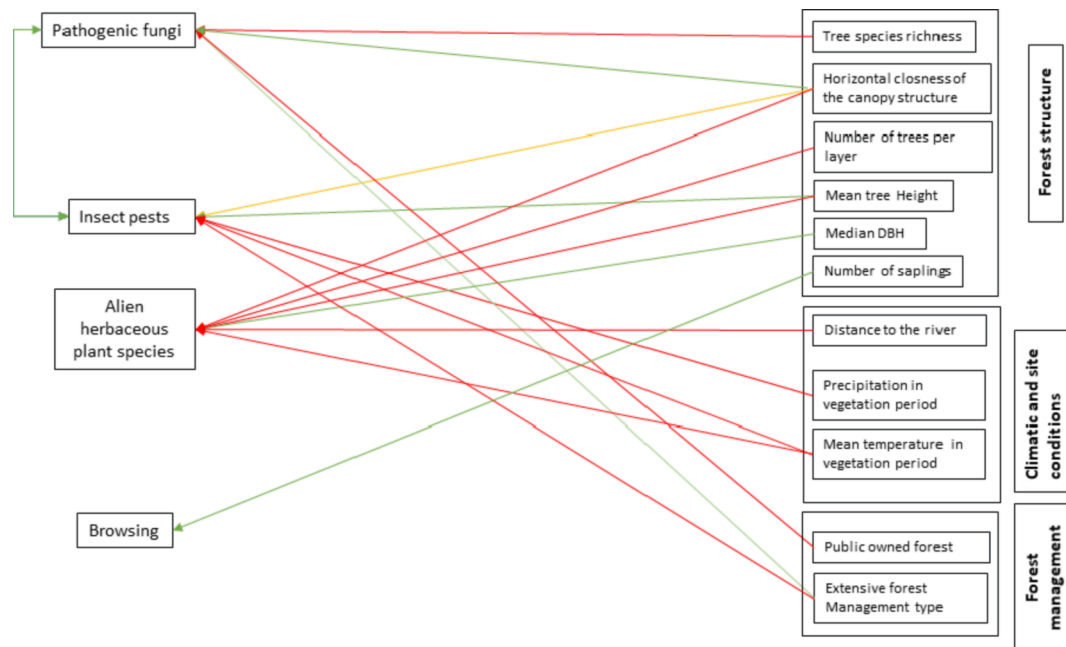 Pathogenic fungi
Insect pests
Alien
herbaceous
plant species
Browsing
Tree species richness
Horizontal closness of
the canopy structure
Number of trees per
layer
Mean tree Height
Median DBH
Number of saplings
Distance to the river
Precipitation in
vegetation period
Mean temperature in
vegetation period
Public owned forest
Extensive forest
Management type
Forest structure
Climatic and site
conditions
Forest
management